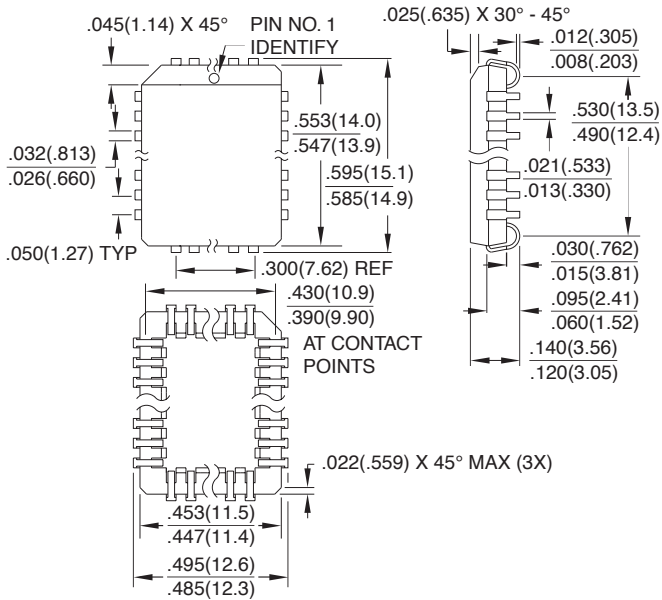 .045(1.14) X 45°
PIN NO. 1
IDENTIFY
.025(.635) X 30° - 45°
.012(.305)
.008(.203)
.553(14.0)
.547(13.9)
.595(15.1)
.585(14.9)
.530(13.5)
.490(12.4)
.032(.813)
.026(.660)
.021(.533)
.013(.330)
.050(1.27) TYP
.300(7.62) REF
.430(10.9)
.390(9.90)
AT CONTACT
POINTS
.030(.762)
.015(3.81)
.095(2.41)
.060(1.52)
.140(3.56)
.120(3.05)
.022(.559) X 45° MAX (3X)
.453(11.5)
.447(11.4)
.495(12.6)
.485(12.3)